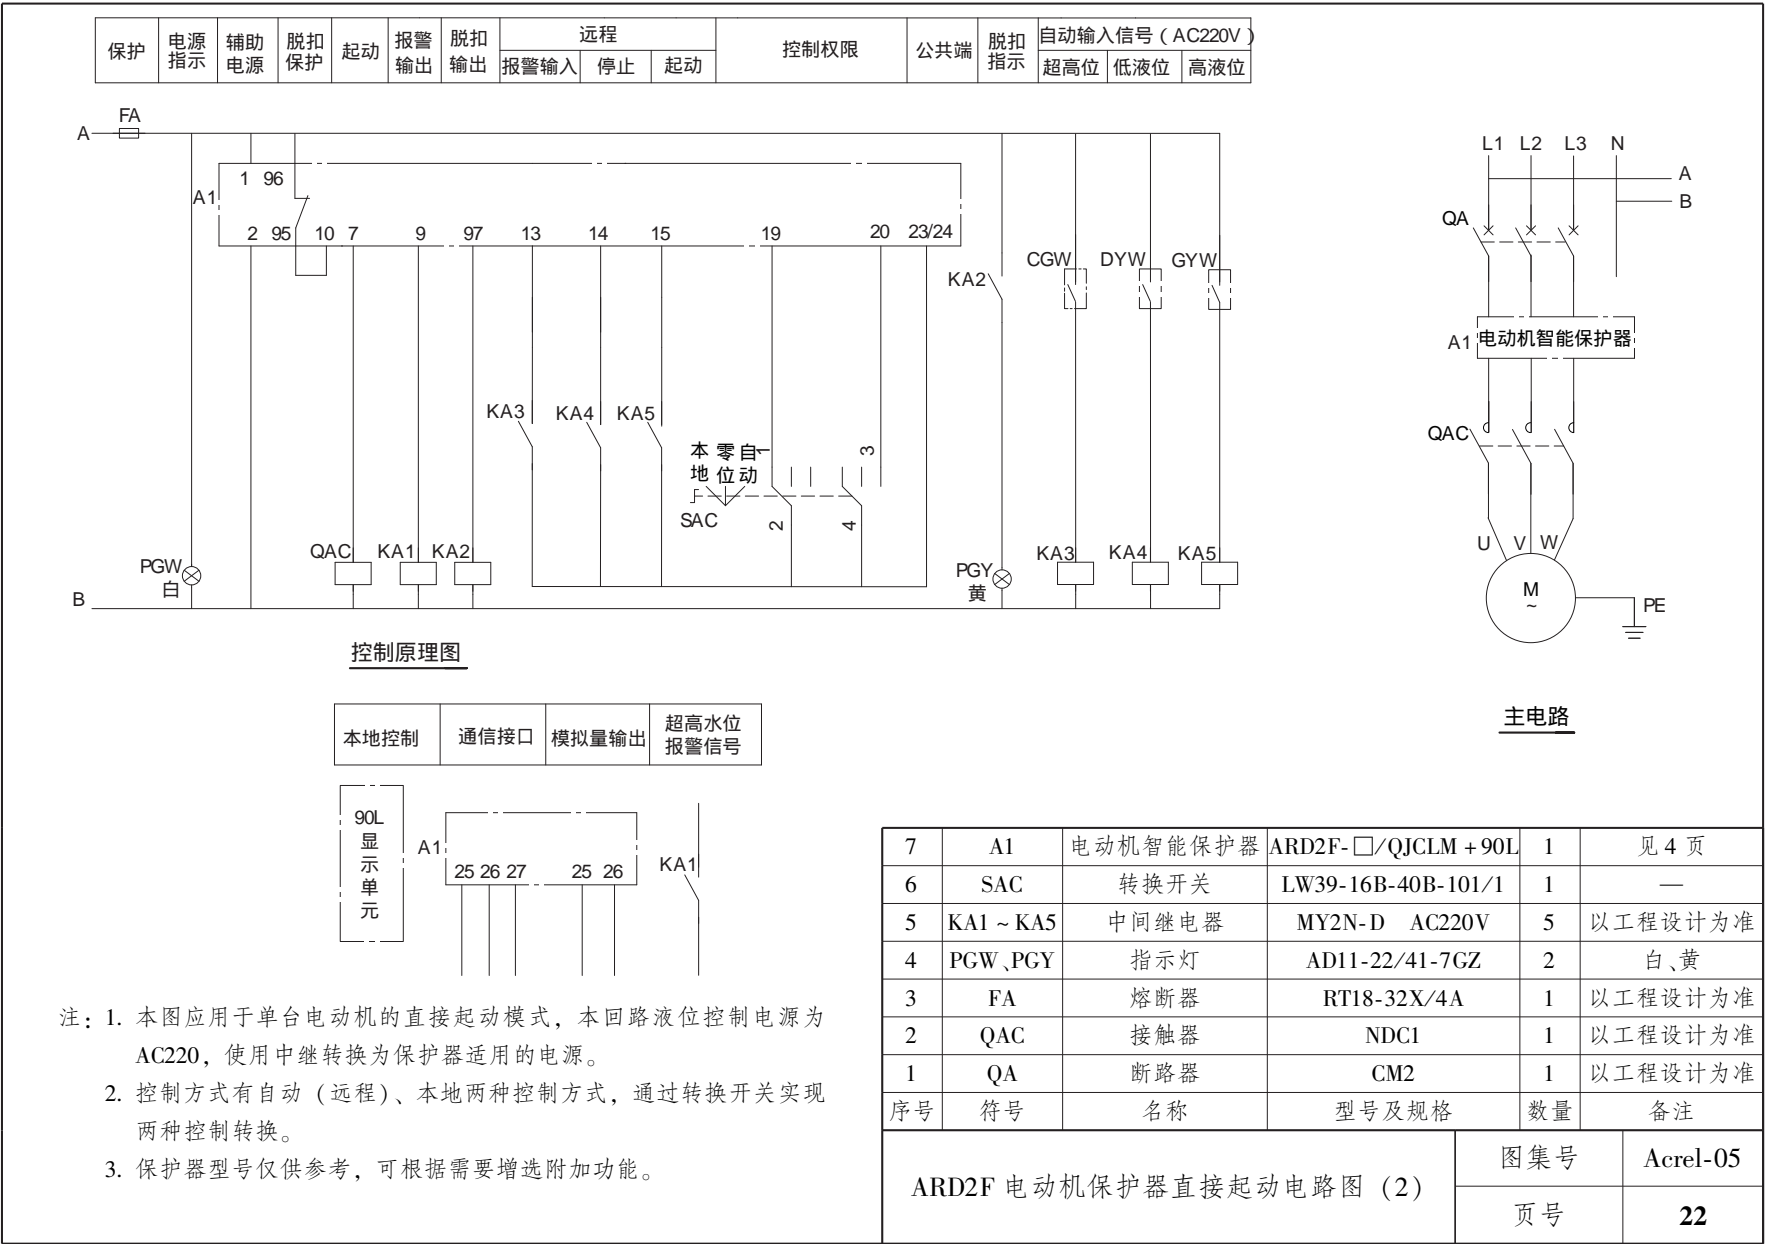 保护 电源指示 辅助电源 脱扣保护 起动 报警输出 脱扣输出 远程 控制权限 公共端 脱扣指示 自动输入信号(AC220V)
报警输入 停止 起动 超高位 低液位 高液位
FA
A
A1
1 96
2 95 10 7 9 97 13 14 15 19 20 23/24
KA2
CGW DYW GYW
KA3 KA4 KA5
本地 零位 自动
1 3
SAC
2 4
QAC KA1 KA2
PGW
白
PGY
黄
KA3 KA4 KA5
B
控制原理图
L1 L2 L3 N
A
B
QA
A1 电动机智能保护器
QAC
U V W
M
~
PE
主电路
本地控制 通信接口 模拟量输出 超高水位报警信号
90L显示单元
A1
25 26 27 25 26
KA1
注：1. 本图应用于单台电动机的直接起动模式，本回路液位控制电源为
AC220，使用中继转换为保护器适用的电源。
2. 控制方式有自动（远程）、本地两种控制方式，通过转换开关实现
两种控制转换。
3. 保护器型号仅供参考，可根据需要增选附加功能。
7 A1 电动机智能保护器 ARD2F-□/QJCLM+90L 1 见4页
6 SAC 转换开关 LW39-16B-40B-101/1 1 —
5 KA1~KA5 中间继电器 MY2N-D AC220V 5 以工程设计为准
4 PGW、PGY 指示灯 AD11-22/41-7GZ 2 白、黄
3 FA 熔断器 RT18-32X/4A 1 以工程设计为准
2 QAC 接触器 NDC1 1 以工程设计为准
1 QA 断路器 CM2 1 以工程设计为准
序号 符号 名称 型号及规格 数量 备注
ARD2F 电动机保护器直接起动电路图（2）
图集号 Acrel-05
页号 22